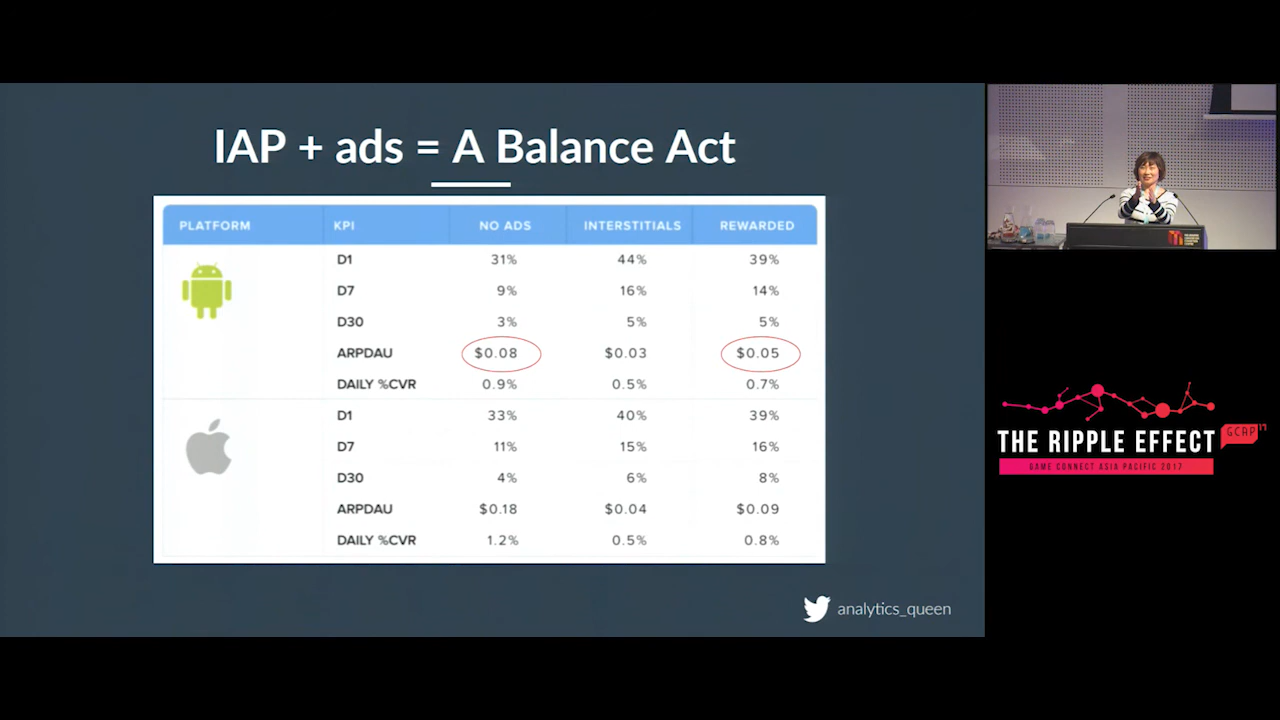 IAP + ads = A Balance Act
PLATFORM KPI NO ADS INTERSTITIALS REWARDED
D1 31% 44% 39%
D7 9% 16% 14%
D30 3% 5% 5%
ARPDAU $0.08 $0.03 $0.05
DAILY %CVR 0.9% 0.5% 0.7%
D1 33% 40% 39%
D7 11% 15% 16%
D30 4% 6% 8%
ARPDAU $0.18 $0.04 $0.09
DAILY %CVR 1.2% 0.5% 0.8%
analytics_queen
THE RIPPLE EFFECT
GCAP17
GAME CONNECT ASIA PACIFIC 2017